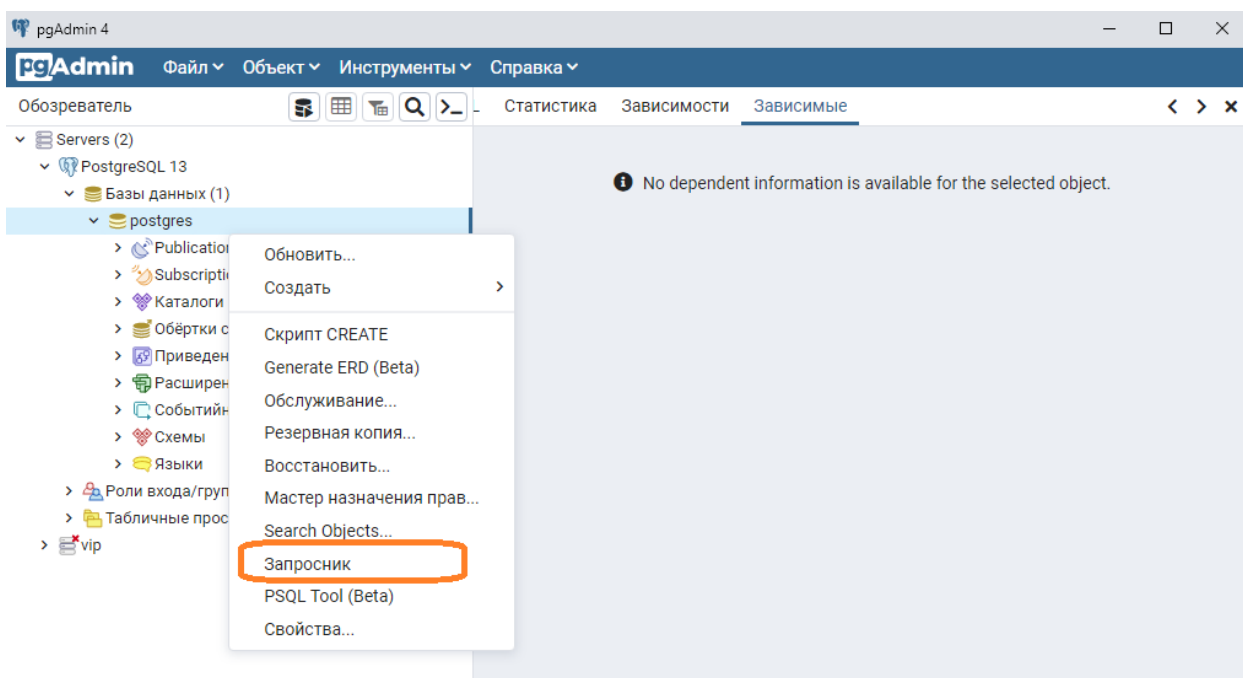 pgAdmin 4
pgAdmin Файл Объект Инструменты Справка
Обозреватель Статистика Зависимости Зависимые
Servers (2)
PostgreSQL 13
Базы данных (1)
No dependent information is available for the selected object.
postgres
Publication
Subscripti
Каталоги
Обёртки с
Приведен
Расширен
Событийн
Схемы
Языки
Роли входа/груп
Табличные прос
vip
Обновить...
Создать
Скрипт CREATE
Generate ERD (Beta)
Обслуживание...
Резервная копия...
Восстановить...
Мастер назначения прав...
Search Objects...
Запросник
PSQL Tool (Beta)
Свойства...